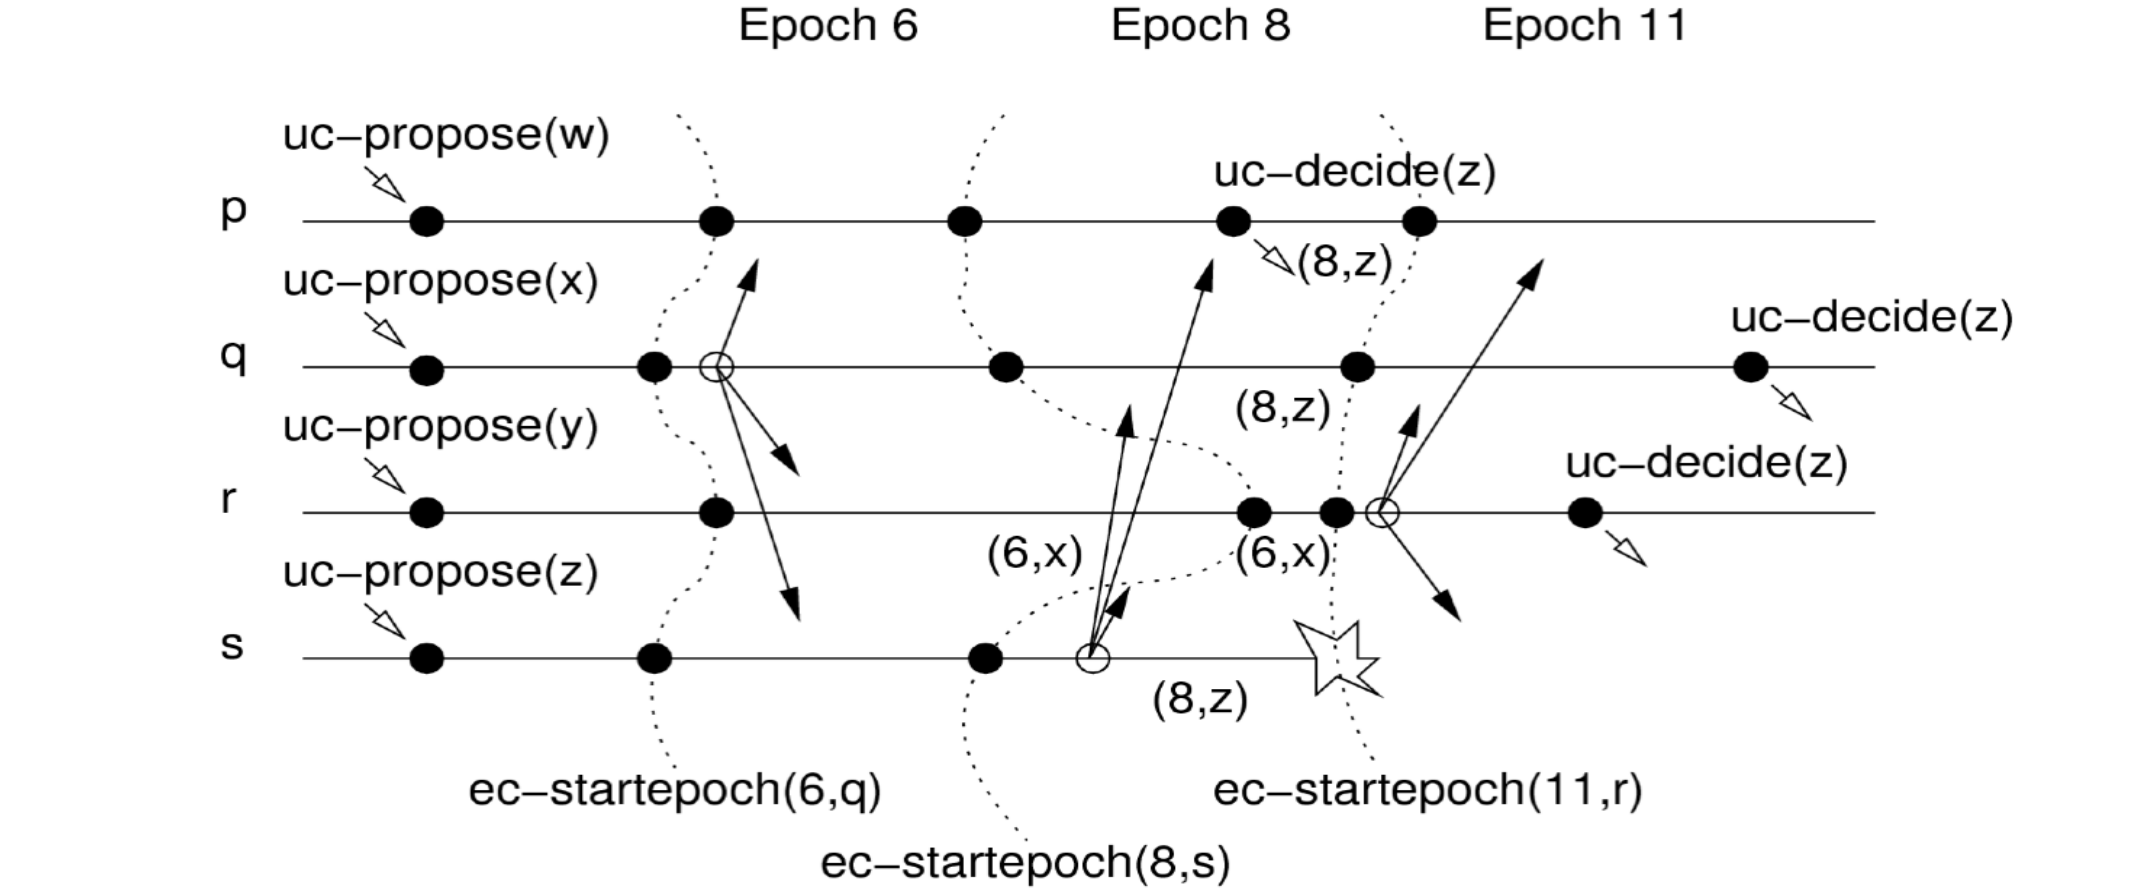 Epoch 6 Epoch 8 Epoch 11
uc–propose(w)
uc–decide(z)
p
(8,z)
uc–propose(x)
uc–decide(z)
q
(8,z)
uc–propose(y)
uc–decide(z)
r
(6,x) (6,x)
uc–propose(z)
s
(8,z)
ec–startepoch(6,q) ec–startepoch(11,r)
ec–startepoch(8,s)